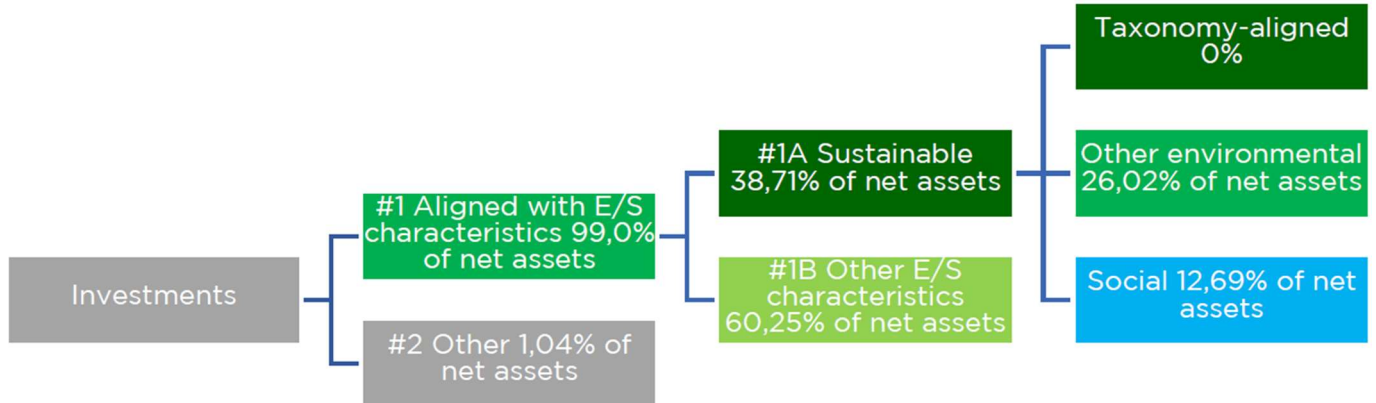 Investments
#1 Aligned with E/S
characteristics 99,0%
of net assets
#2 Other 1,04% of
net assets
#1A Sustainable
38,71% of net assets
#1B Other E/S
characteristics
60,25% of net assets
Taxonomy-aligned
0%
Other environmental
26,02% of net assets
Social 12,69% of net
assets